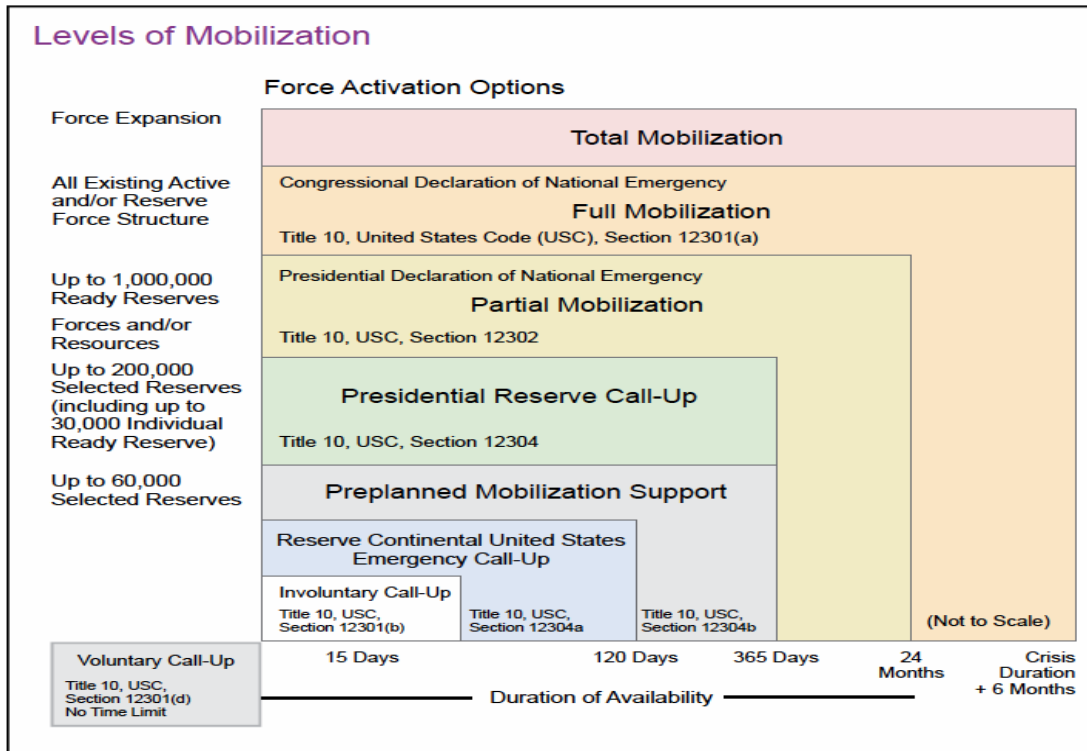 Levels of Mobilization
Force Activation Options
Force Expansion
Total Mobilization
All Existing Active
and/or Reserve
Force Structure
Congressional Declaration of National Emergency
Full Mobilization
Title 10, United States Code (USC), Section 12301(a)
Up to 1,000,000
Ready Reserves
Forces and/or
Resources
Presidential Declaration of National Emergency
Partial Mobilization
Title 10, USC, Section 12302
Up to 200,000
Selected Reserves
(including up to
30,000 Individual
Ready Reserve)
Presidential Reserve Call-Up
Title 10, USC, Section 12304
Up to 60,000
Selected Reserves
Preplanned Mobilization Support
Reserve Continental United States
Emergency Call-Up
Involuntary Call-Up
Title 10, USC,
Section 12301(b)
Title 10, USC,
Section 12304a
Title 10, USC,
Section 12304b
(Not to Scale)
Voluntary Call-Up
Title 10, USC,
Section 12301(d)
No Time Limit
15 Days
120 Days
365 Days
24
Months
Crisis
Duration
+ 6 Months
Duration of Availability